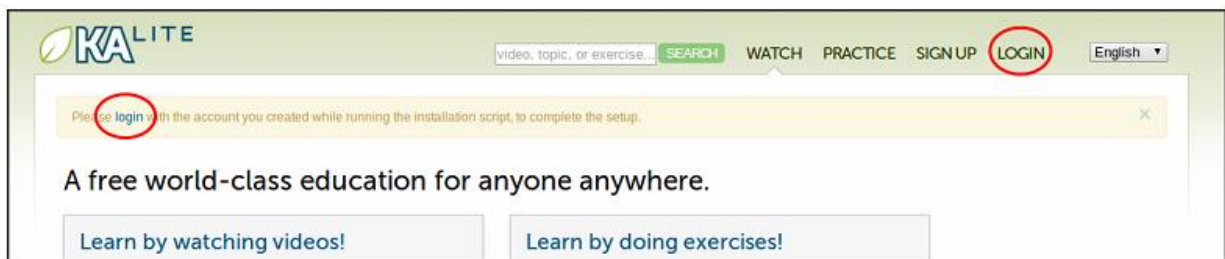 KALITE
video, topic, or exercise... SEARCH WATCH PRACTICE SIGN UP LOGIN English
Please login with the account you created while running the installation script, to complete the setup. ×
A free world-class education for anyone anywhere.
Learn by watching videos! Learn by doing exercises!